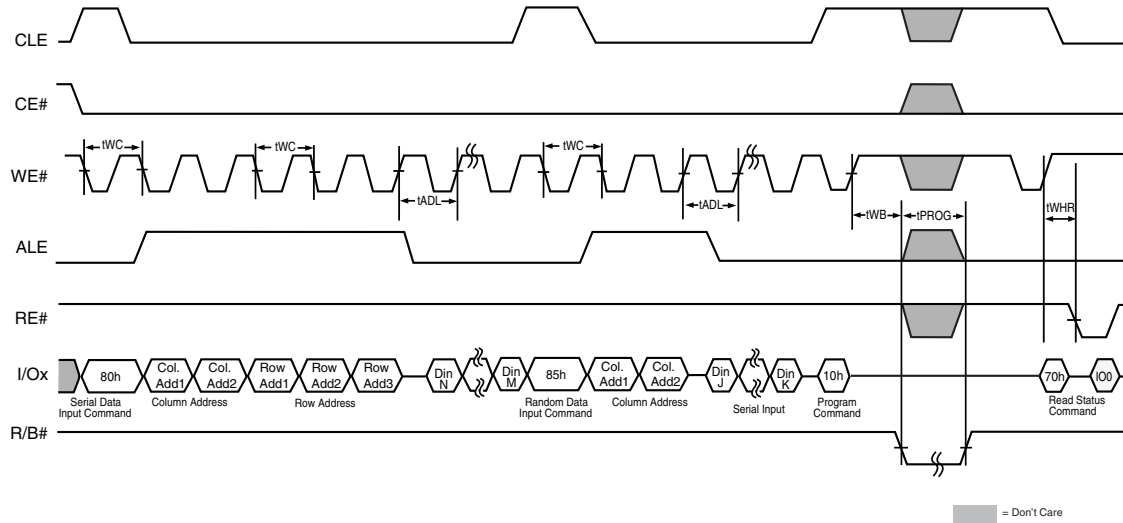 CLE
CE#
tWC
tWC
tWC
WE#
tADL
tADL
tWB
tPROG
tWHR
ALE
RE#
I/Ox
80h
Col. Add1
Col. Add2
Row Add1
Row Add2
Row Add3
Din N
Din M
85h
Col. Add1
Col. Add2
Din J
Din K
10h
70h
IO0
Serial Data Input Command
Column Address
Row Address
Random Data Input Command
Column Address
Serial Input
Program Command
Read Status Command
R/B#
= Don't Care